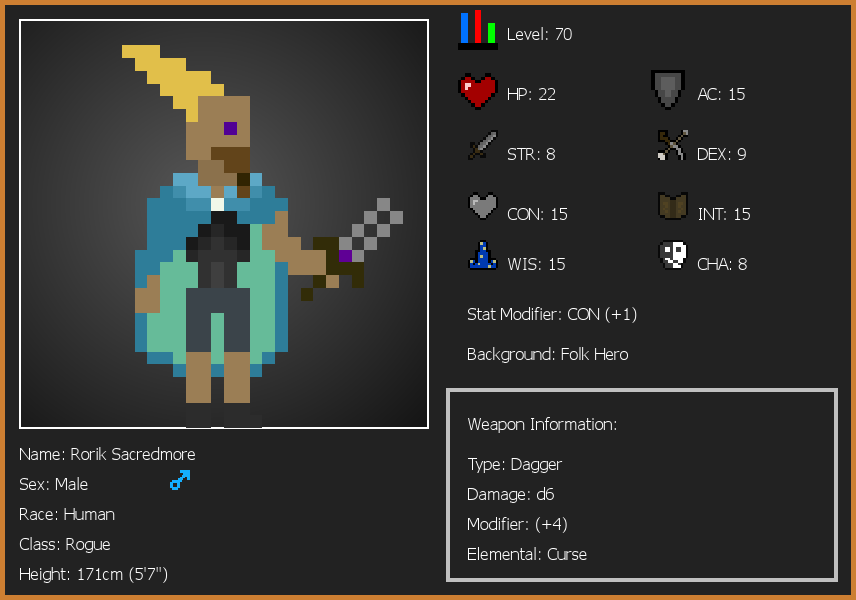 Level: 70
HP: 22
AC: 15
STR: 8
DEX: 9
CON: 15
INT: 15
WIS: 15
CHA: 8
Stat Modifier: CON (+1)
Background: Folk Hero
Weapon Information:
Type: Dagger
Damage: d6
Modifier: (+4)
Elemental: Curse
Name: Rorik Sacredmore
Sex: Male
Race: Human
Class: Rogue
Height: 171cm (5'7")